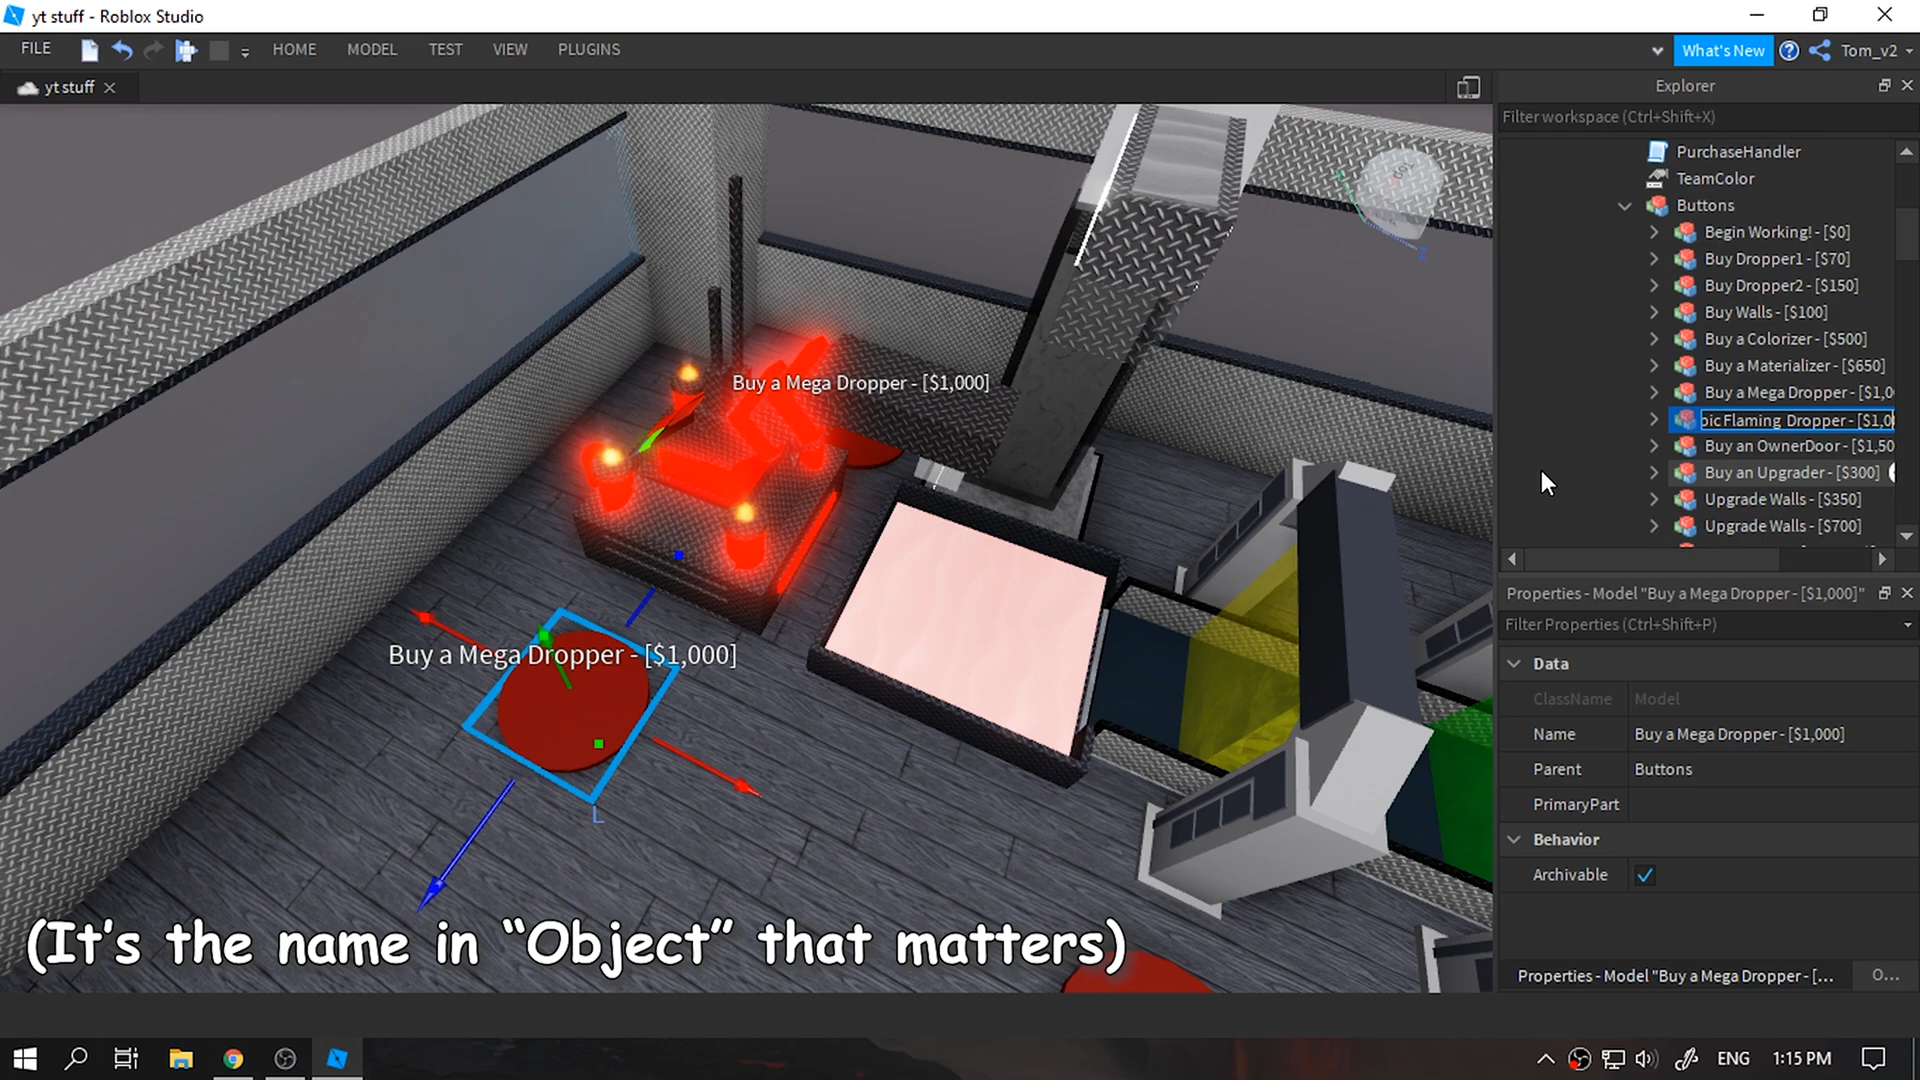 yt stuff - Roblox Studio
FILE
HOME
MODEL
TEST
VIEW
PLUGINS
What's New
Tom_v2
yt stuff
Explorer
Filter workspace (Ctrl+Shift+X)
PurchaseHandler
TeamColor
Buttons
Begin Working! - [$0]
Buy Dropper1 - [$70]
Buy Dropper2 - [$150]
Buy Walls - [$100]
Buy a Colorizer - [$500]
Buy a Materializer - [$650]
Buy a Mega Dropper - [$1,0
pic Flaming Dropper - [$1,0
Buy an OwnerDoor - [$1,50
Buy an Upgrader - [$300]
Upgrade Walls - [$350]
Upgrade Walls - [$700]
Buy a Mega Dropper - [$1,000]
Buy a Mega Dropper - [$1,000]
Z
L
(It's the name in “Object” that matters)
Properties - Model "Buy a Mega Dropper - [$1,000]"
Filter Properties (Ctrl+Shift+P)
Data
ClassName Model
Name Buy a Mega Dropper - [$1,000]
Parent Buttons
PrimaryPart
Behavior
Archivable
Properties - Model "Buy a Mega Dropper - [...
O...
ENG
1:15 PM